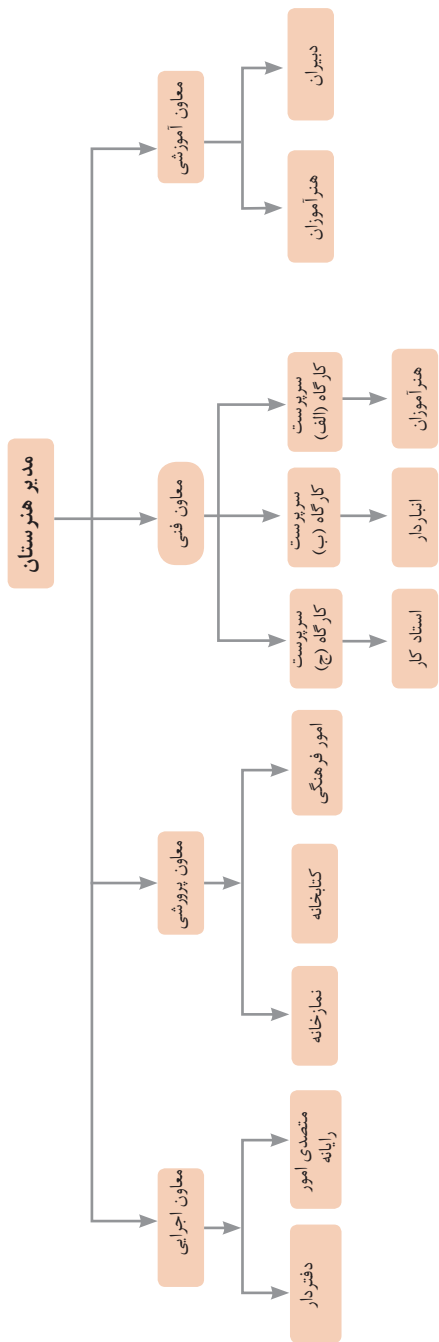 مدیر هنرستان
معاون آموزشی
معاون فنی
معاون پرورشی
معاون اجرایی
دبیران
هنرآموزان
سرپرست
کارگاه (الف)
سرپرست
کارگاه (ب)
سرپرست
کارگاه (ج)
امور فرهنگی
کتابخانه
نمازخانه
متصدی امور
رایانه
دفتردار
هنرآموزان
انباردار
استاد کار